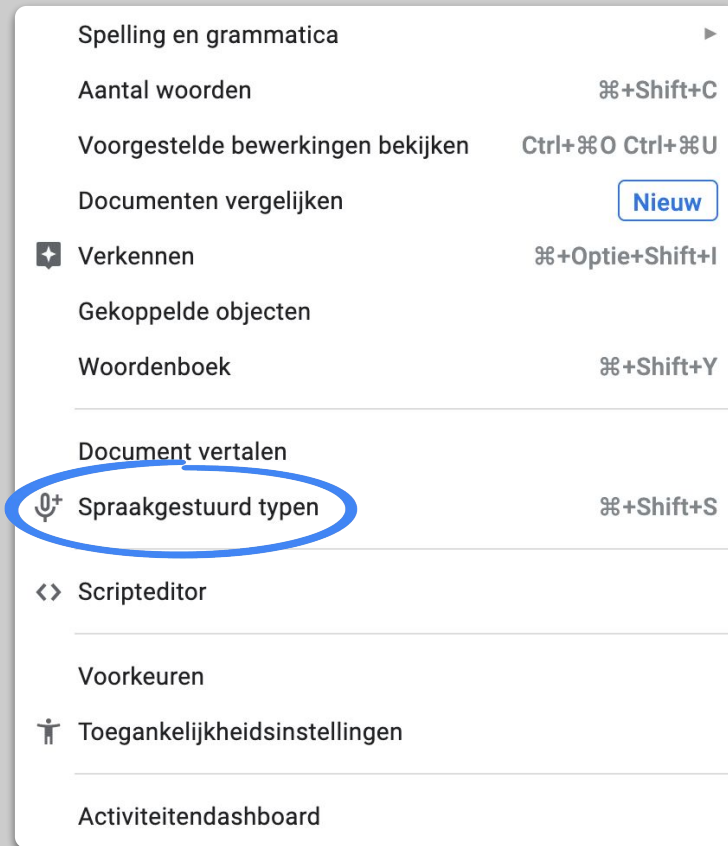 Spelling en grammatica
Aantal woorden ⌘+Shift+C
Voorgestelde bewerkingen bekijken Ctrl+⌘O Ctrl+⌘U
Documenten vergelijken Nieuw
Verkennen ⌘+Optie+Shift+I
Gekoppelde objecten
Woordenboek ⌘+Shift+Y
Document vertalen
Spraakgestuurd typen ⌘+Shift+S
Scripteditor
Voorkeuren
Toegankelijkheidsinstellingen
Activiteitendashboard